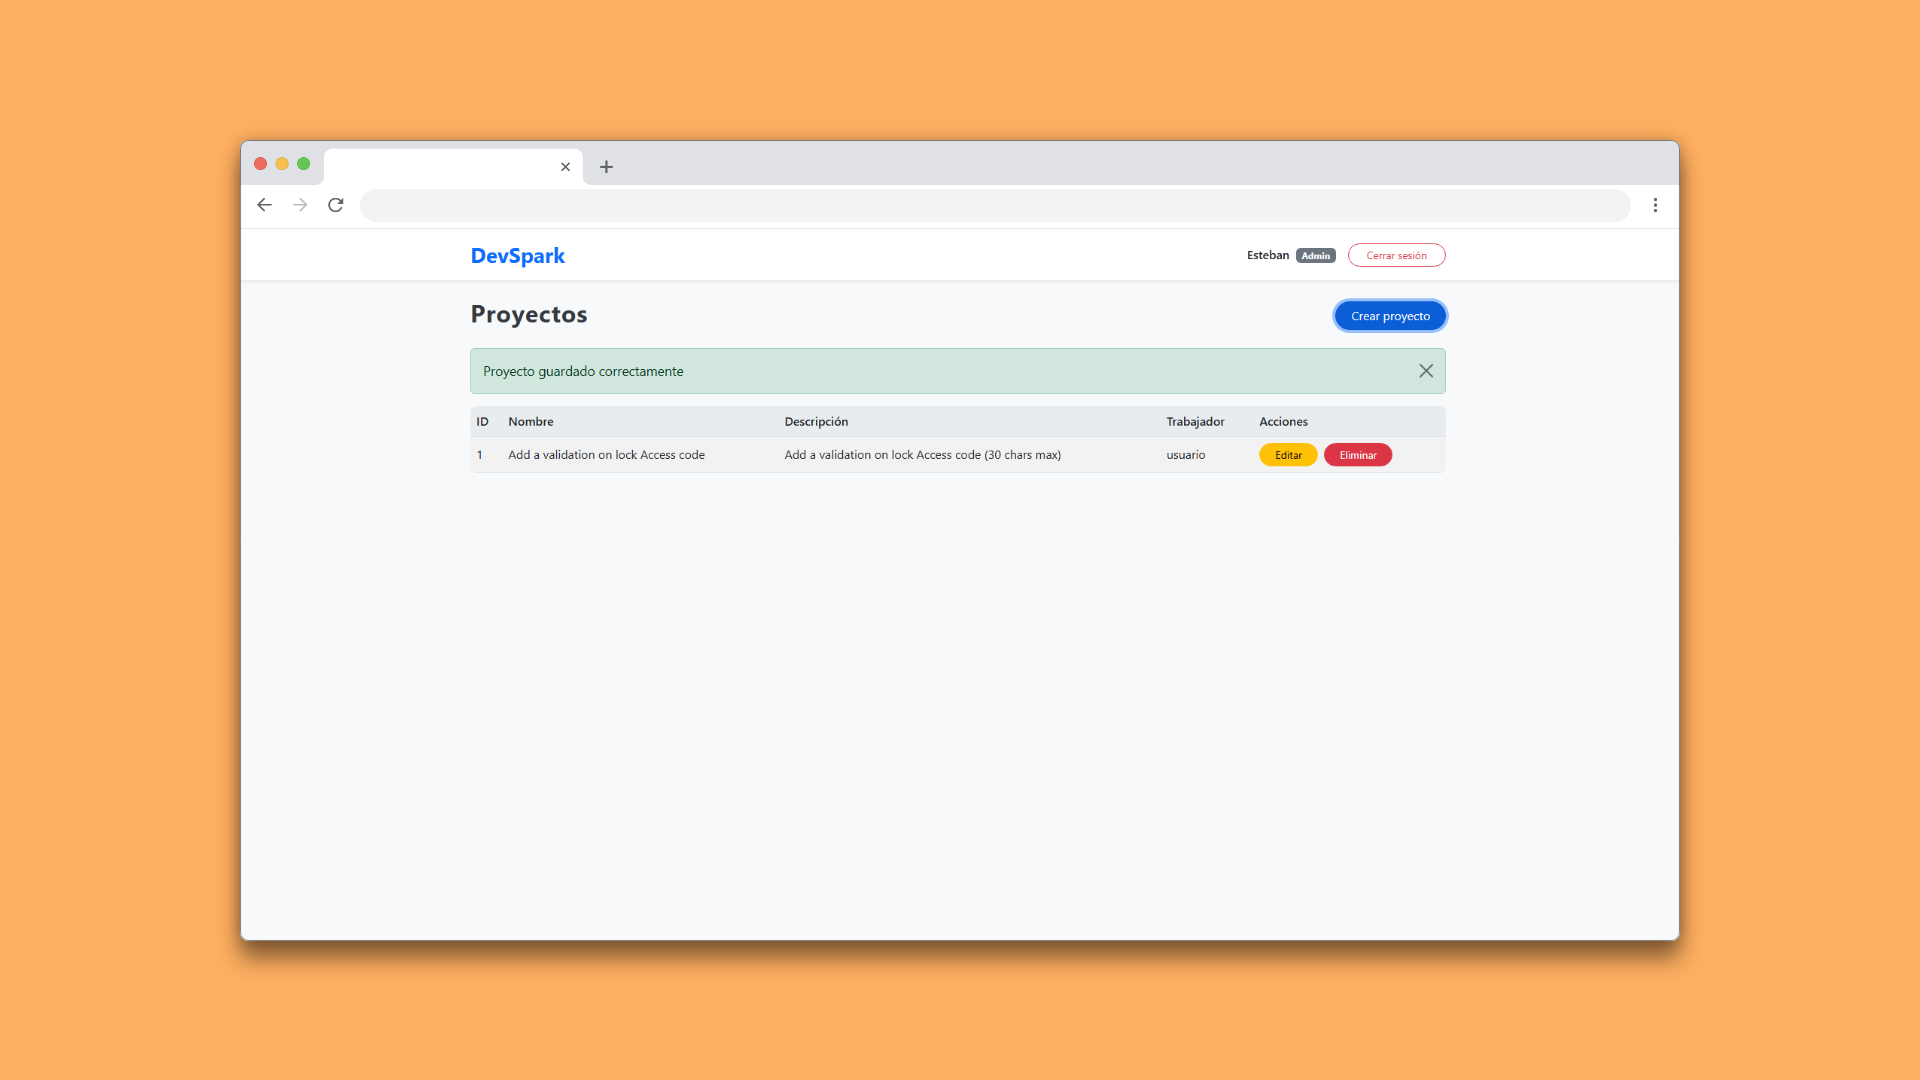 DevSpark
Esteban Admin Cerrar sesión
Proyectos
Crear proyecto
Proyecto guardado correctamente
ID Nombre Descripción Trabajador Acciones
1 Add a validation on lock Access code Add a validation on lock Access code (30 chars max) usuario Editar Eliminar